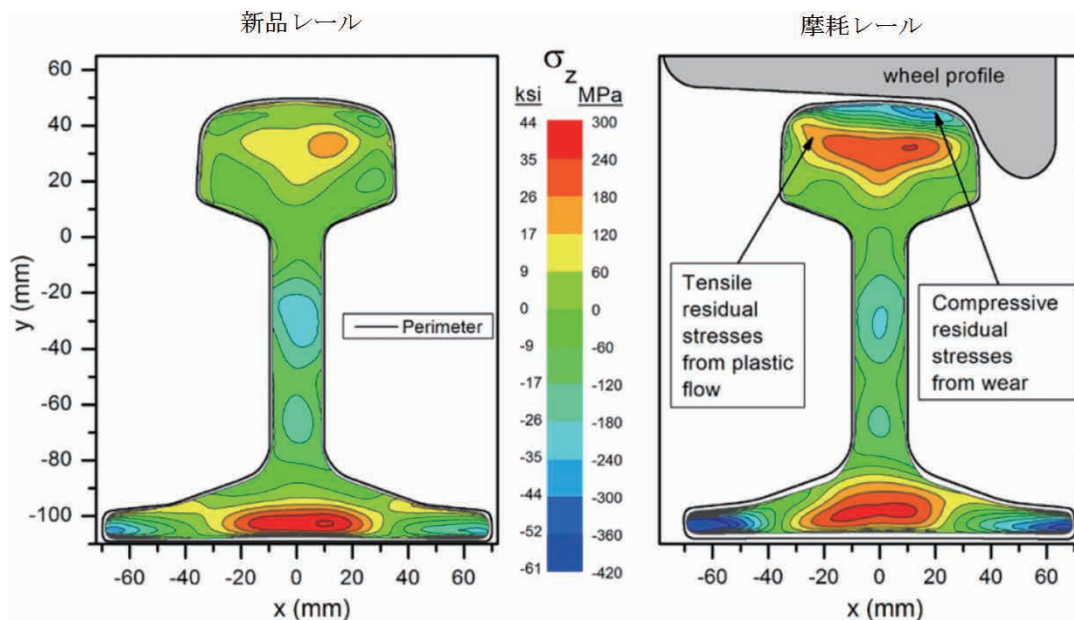 新品レール
摩耗レール
60
40
20
0
-20
-40
-60
-80
-100
y (mm)
-60 -40 -20 0 20 40 60
x (mm)
Perimeter
σz
ksi MPa
44 300
35 240
26 180
17 120
9 60
0 0
-9 -60
-17 -120
-26 -180
-35 -240
-44 -300
-52 -360
-61 -420
wheel profile
Tensile
residual
stresses
from plastic
flow
Compressive
residual
stresses
from wear
-60 -40 -20 0 20 40 60
x (mm)